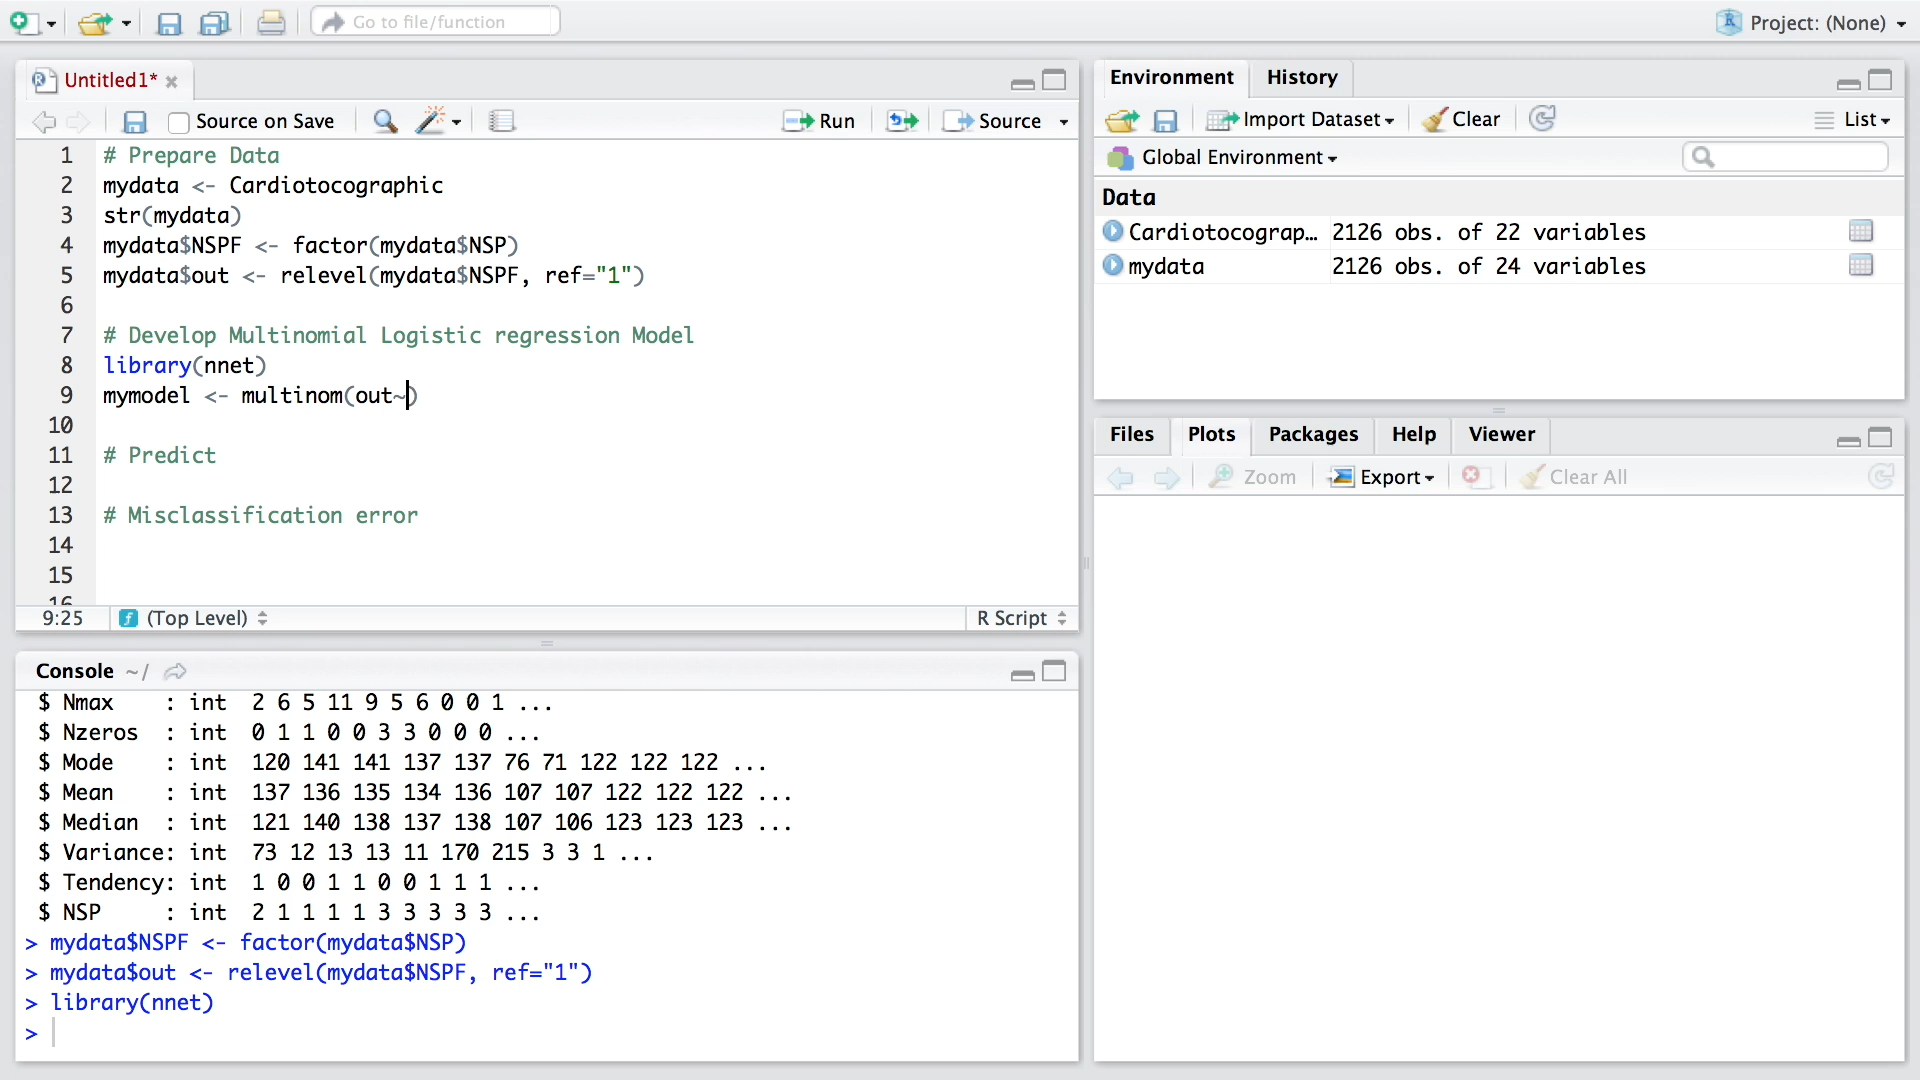 Go to file/function
Project: (None)
Untitled1*
Source on Save
Run
Source
1 # Prepare Data
2 mydata <- Cardiotocographic
3 str(mydata)
4 mydata$NSPF <- factor(mydata$NSP)
5 mydata$out <- relevel(mydata$NSPF, ref="1")
6
7 # Develop Multinomial Logistic regression Model
8 library(nnet)
9 mymodel <- multinom(out~)
10
11 # Predict
12
13 # Misclassification error
14
15
16
9:25
(Top Level)
R Script
Console ~/
$ Nmax    : int  2 6 5 11 9 5 6 0 0 1 ...
$ Nzeros  : int  0 1 1 0 0 3 3 0 0 0 ...
$ Mode    : int  120 141 141 137 137 76 71 122 122 122 ...
$ Mean    : int  137 136 135 134 136 107 107 122 122 122 ...
$ Median  : int  121 140 138 137 138 107 106 123 123 123 ...
$ Variance: int  73 12 13 13 11 170 215 3 3 1 ...
$ Tendency: int  1 0 0 1 1 0 0 1 1 1 ...
$ NSP     : int  2 1 1 1 1 3 3 3 3 3 ...
> mydata$NSPF <- factor(mydata$NSP)
> mydata$out <- relevel(mydata$NSPF, ref="1")
> library(nnet)
>
Environment History
Import Dataset Clear List
Global Environment
Data
Cardiotocograp… 2126 obs. of 22 variables
mydata 2126 obs. of 24 variables
Files Plots Packages Help Viewer
Zoom Export Clear All